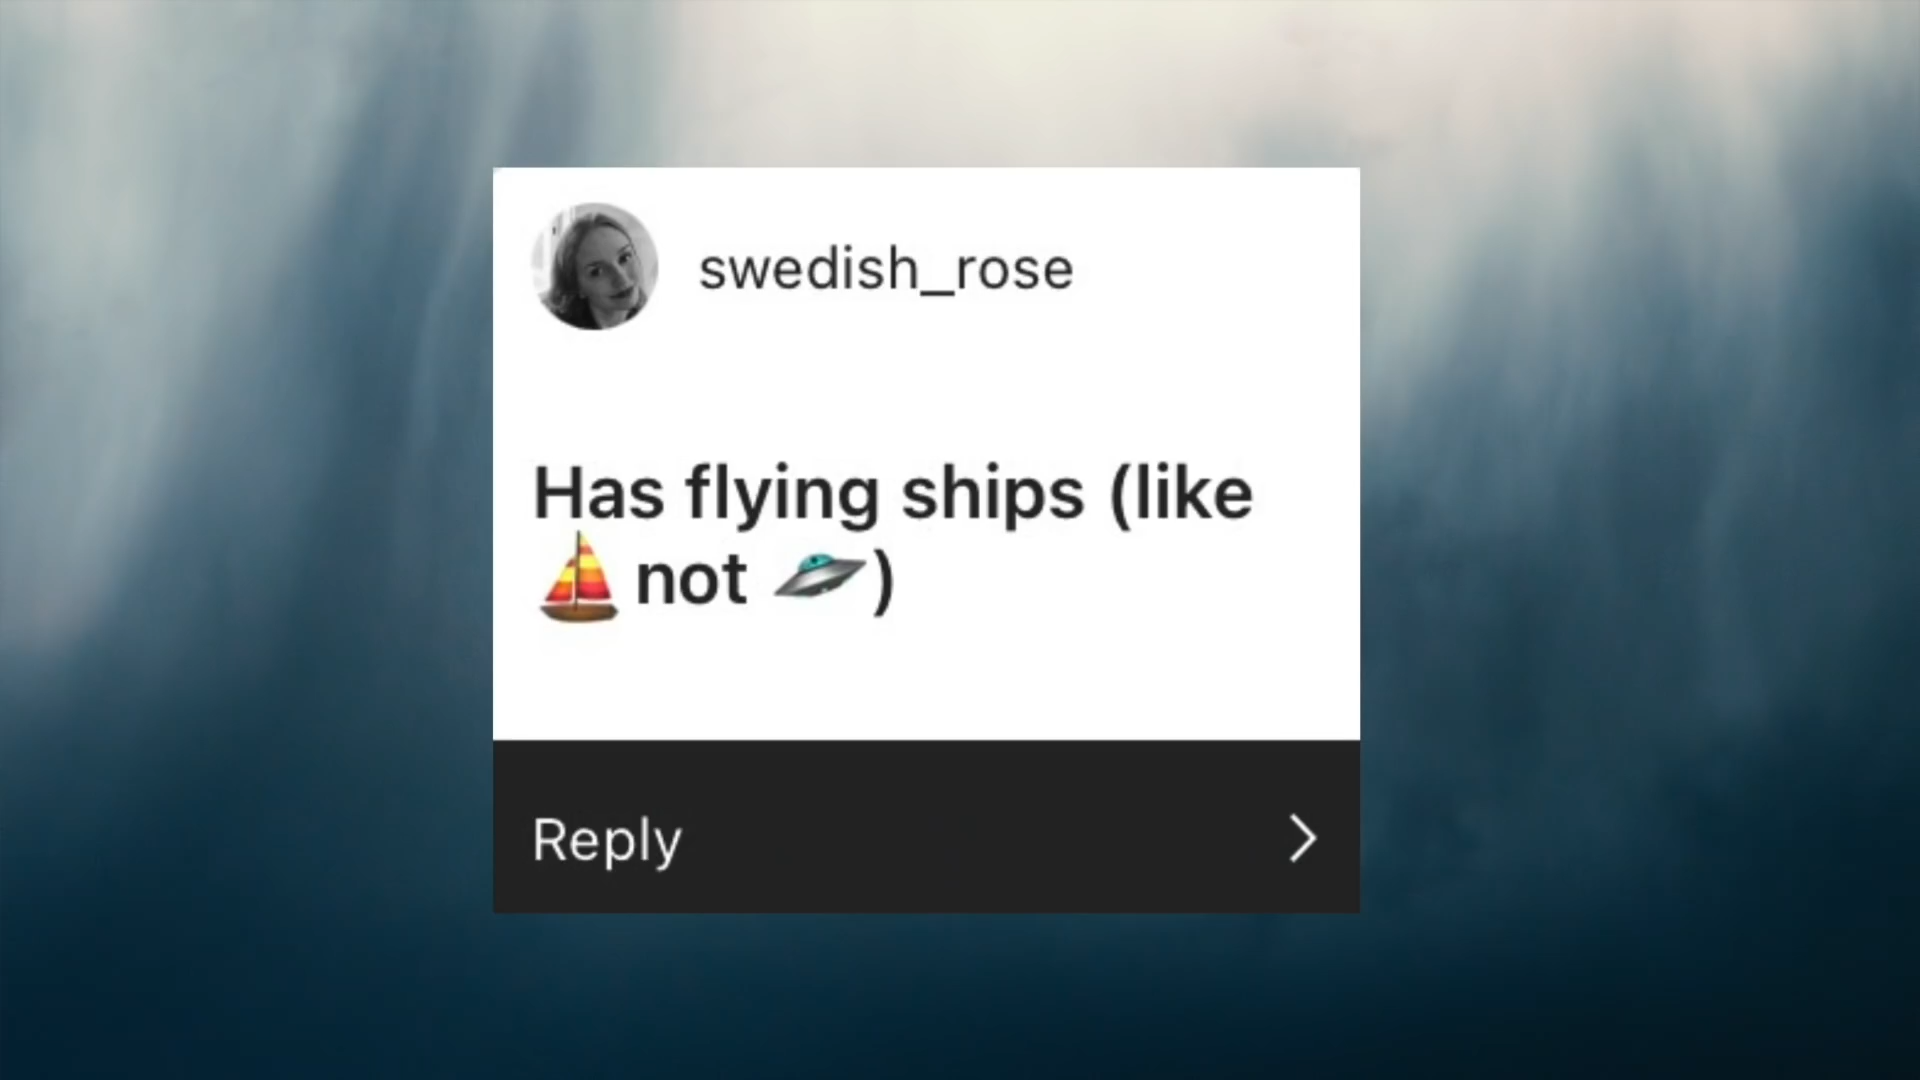 swedish_rose
Has flying ships (like
⛵ not 🛸)
Reply